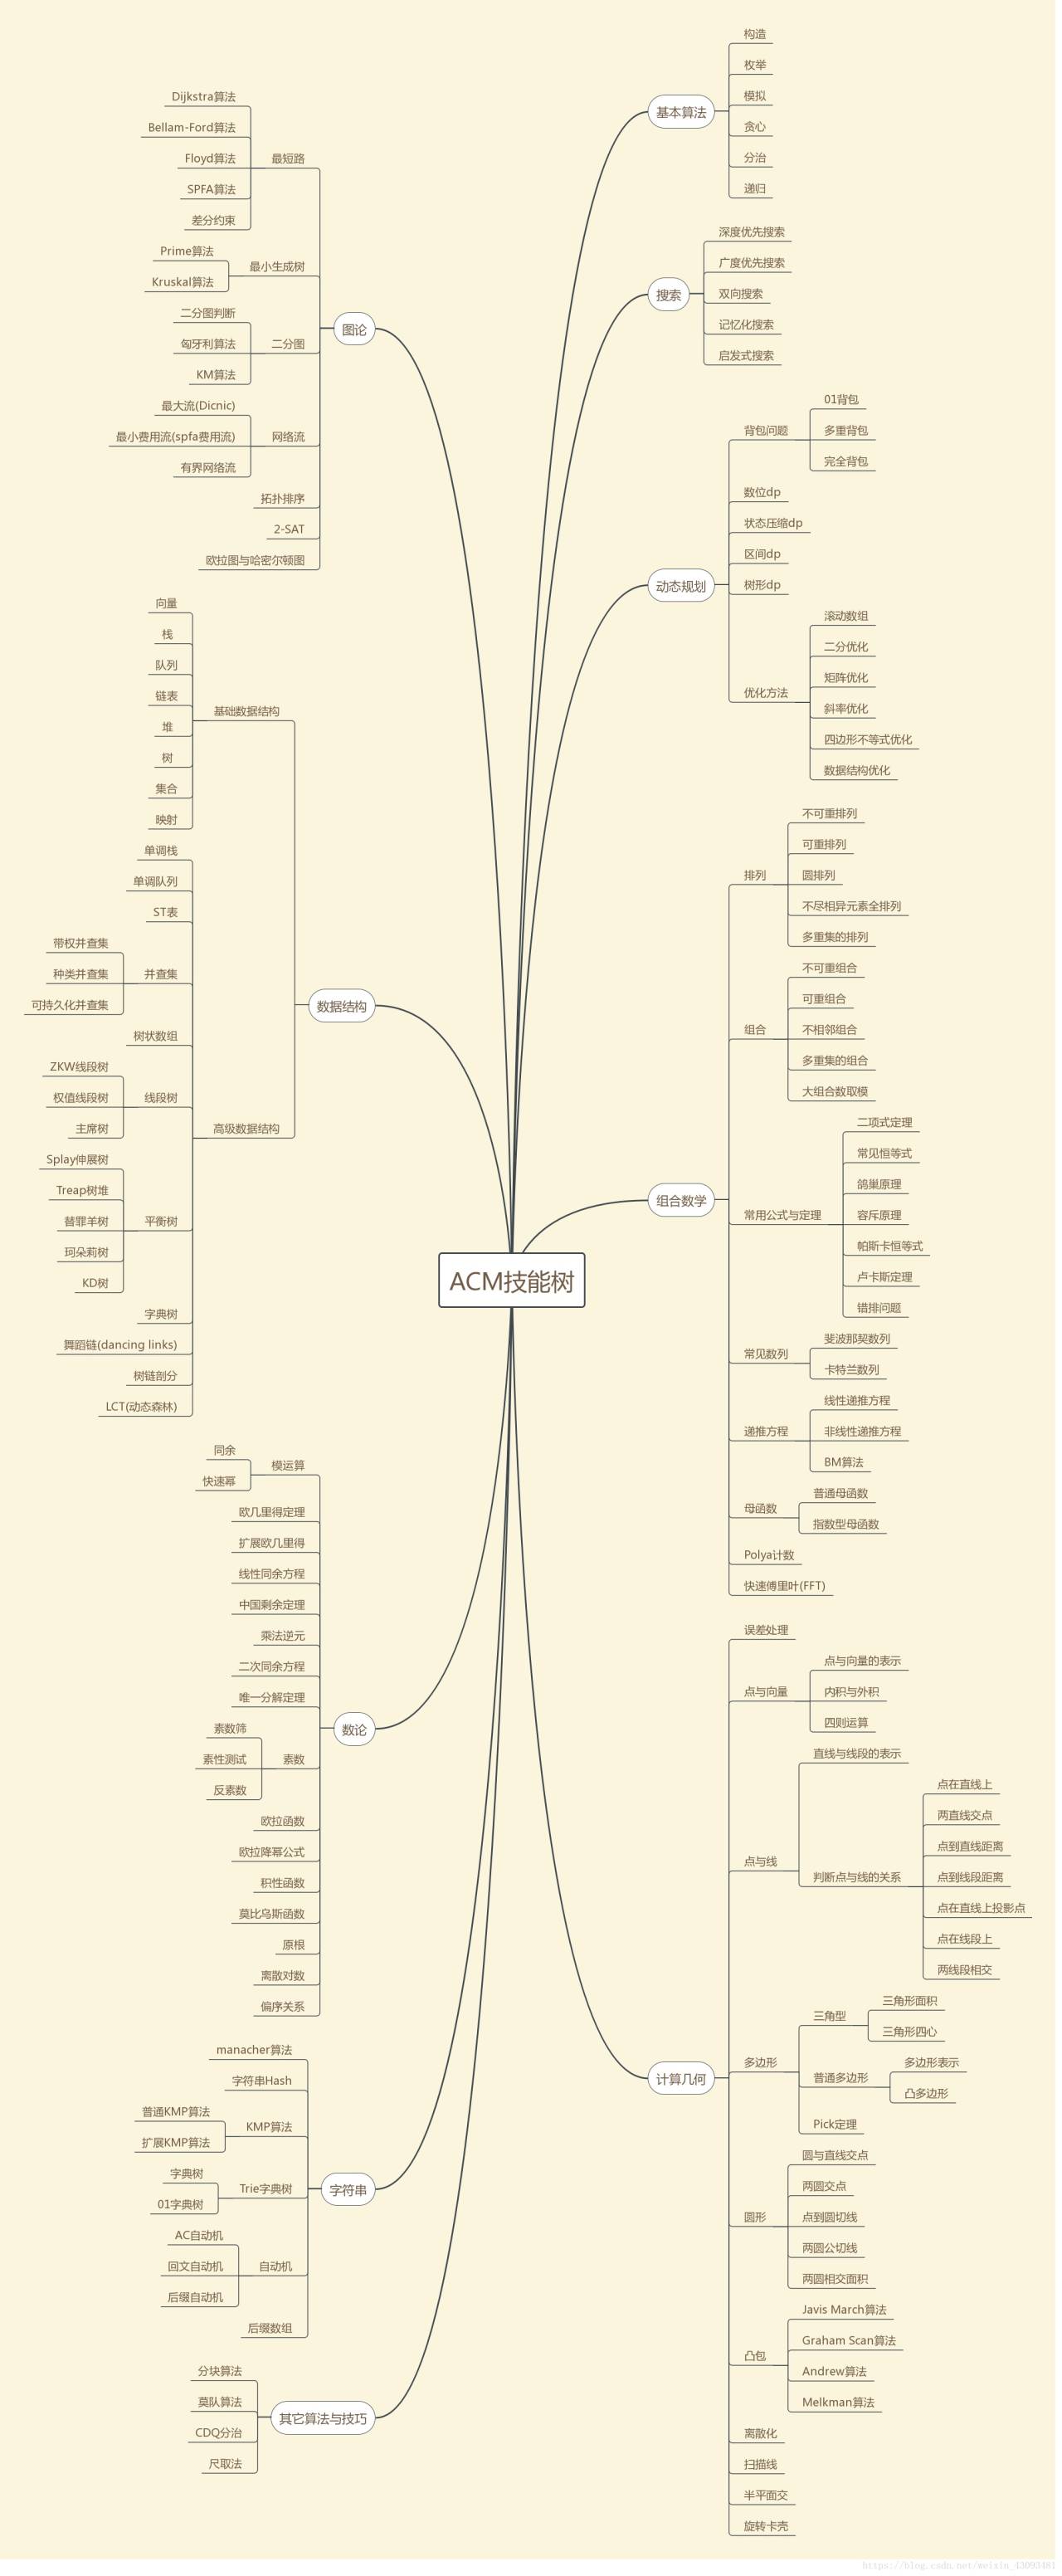 ACM技能树
基本算法
构造
枚举
模拟
贪心
分治
递归
搜索
深度优先搜索
广度优先搜索
双向搜索
记忆化搜索
启发式搜索
动态规划
背包问题
01背包
多重背包
完全背包
数位dp
状态压缩dp
区间dp
树形dp
优化方法
滚动数组
二分优化
矩阵优化
斜率优化
四边形不等式优化
数据结构优化
组合数学
排列
不可重排列
可重排列
圆排列
不尽相异元素全排列
多重集的排列
组合
不可重组合
可重组合
不相邻组合
多重集的组合
大组合数取模
常用公式与定理
二项式定理
常见恒等式
鸽巢原理
容斥原理
帕斯卡恒等式
卢卡斯定理
错排问题
常见数列
斐波那契数列
卡特兰数列
递推方程
线性递推方程
非线性递推方程
BM算法
母函数
普通母函数
指数型母函数
Polya计数
快速傅里叶(FFT)
计算几何
误差处理
点与向量
点与向量的表示
内积与外积
四则运算
点与线
直线与线段的表示
判断点与线的关系
点在直线上
两直线交点
点到直线距离
点到线段距离
点在直线上投影点
点在线段上
两线段相交
多边形
三角型
三角形面积
三角形四心
普通多边形
多边形表示
凸多边形
Pick定理
圆形
圆与直线交点
两圆交点
点到圆切线
两圆公切线
两圆相交面积
凸包
Javis March算法
Graham Scan算法
Andrew算法
Melkman算法
离散化
扫描线
半平面交
旋转卡壳
图论
最短路
Dijkstra算法
Bellam-Ford算法
Floyd算法
SPFA算法
差分约束
最小生成树
Prime算法
Kruskal算法
二分图
二分图判断
匈牙利算法
KM算法
网络流
最大流(Dicnic)
最小费用流(spfa费用流)
有界网络流
拓扑排序
2-SAT
欧拉图与哈密尔顿图
数据结构
基础数据结构
向量
栈
队列
链表
堆
树
集合
映射
高级数据结构
单调栈
单调队列
ST表
并查集
带权并查集
种类并查集
可持久化并查集
树状数组
线段树
ZKW线段树
权值线段树
主席树
平衡树
Splay伸展树
Treap树堆
替罪羊树
珂朵莉树
KD树
字典树
舞蹈链(dancing links)
树链剖分
LCT(动态森林)
数论
模运算
同余
快速幂
欧几里得定理
扩展欧几里得
线性同余方程
中国剩余定理
乘法逆元
二次同余方程
唯一分解定理
素数
素数筛
素性测试
反素数
欧拉函数
欧拉降幂公式
积性函数
莫比乌斯函数
原根
离散对数
偏序关系
字符串
manacher算法
字符串Hash
KMP算法
普通KMP算法
扩展KMP算法
Trie字典树
字典树
01字典树
自动机
AC自动机
回文自动机
后缀自动机
后缀数组
其它算法与技巧
分块算法
莫队算法
CDQ分治
尺取法
https://blog.csdn.net/weixin_43093481